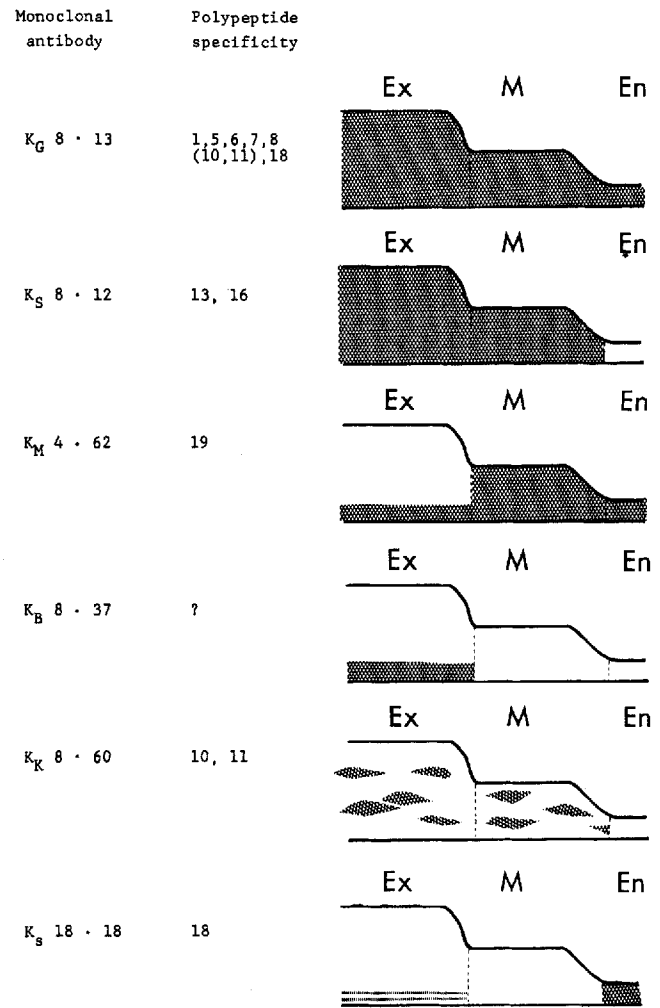 Monoclonal Polypeptide
antibody specificity
Ex M En
K_G 8 · 13 1,5,6,7,8
(10,11),18
Ex M En
K_S 8 · 12 13, 16
Ex M En
K_M 4 · 62 19
Ex M En
K_B 8 · 37 ?
Ex M En
K_K 8 · 60 10, 11
Ex M En
K_s 18 · 18 18